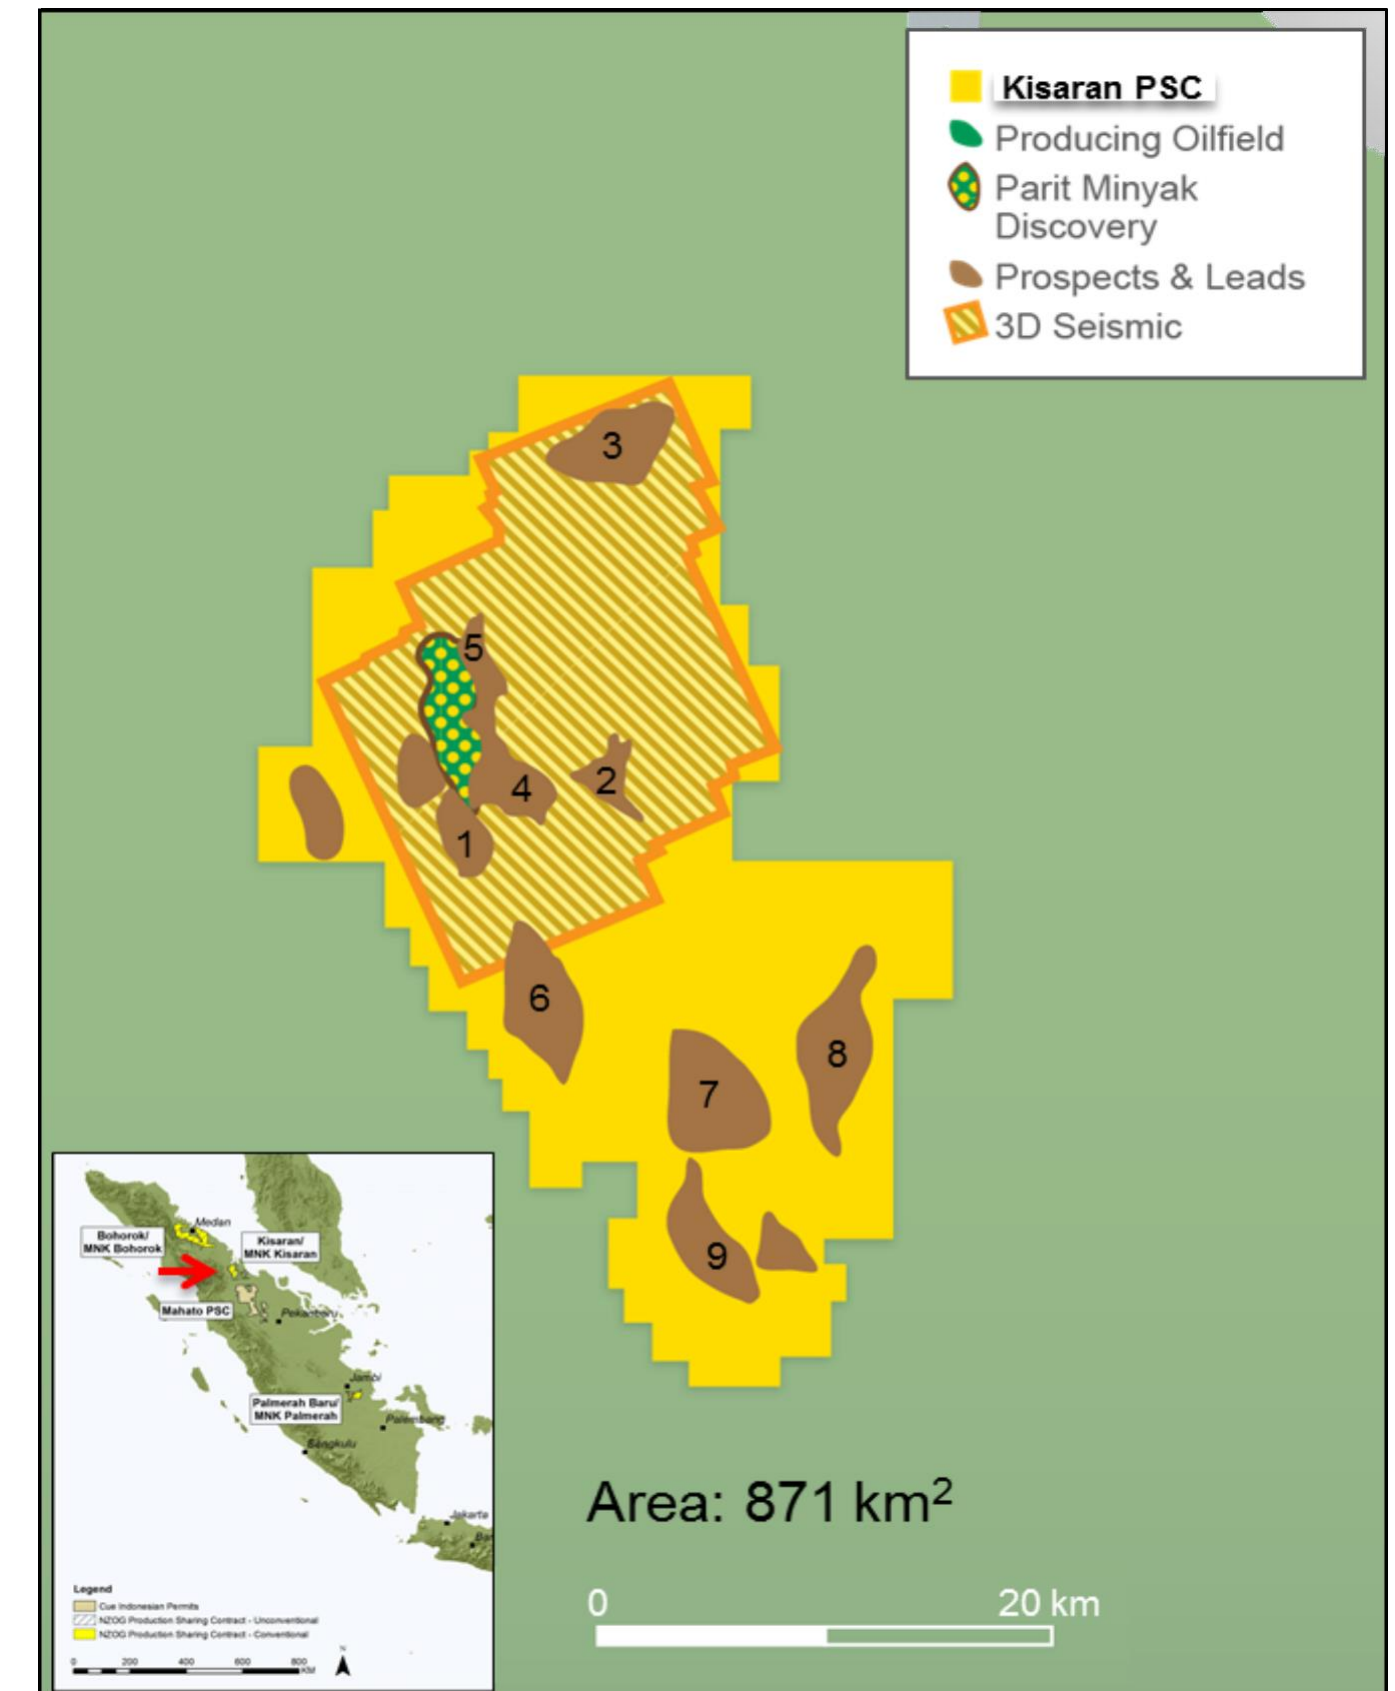 Kisaran PSC
Producing Oilfield
Parit Minyak
Discovery
Prospects & Leads
3D Seismic
3
5
4
2
1
6
8
7
9
Medan
Bohorok/
MNK Bohorok
Kisaran/
MNK Kisaran
Mahato PSC
Pekanbaru
Jambi
Palmerah Baru/
MNK Palmerah
Palembang
Bengkulu
Jakarta
Ban
Legend
Cue Indonesian Permits
NZOG Production Sharing Contract - Unconventional
NZOG Production Sharing Contract - Conventional
0 200 400 600 800
KM
N
Area: 871 km²
0 20 km